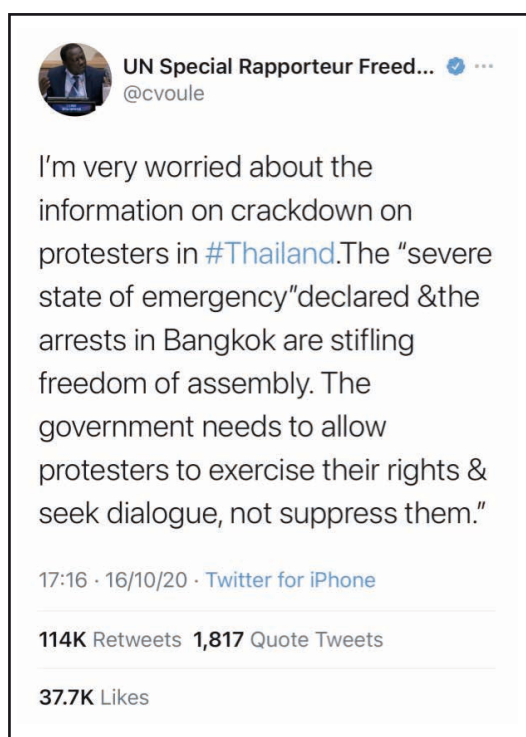 UN Special Rapporteur Freed... ...
@cvoule
I'm very worried about the
information on crackdown on
protesters in #Thailand.The “severe
state of emergency”declared &the
arrests in Bangkok are stifling
freedom of assembly. The
government needs to allow
protesters to exercise their rights &
seek dialogue, not suppress them.”
17:16 · 16/10/20 · Twitter for iPhone
114K Retweets 1,817 Quote Tweets
37.7K Likes